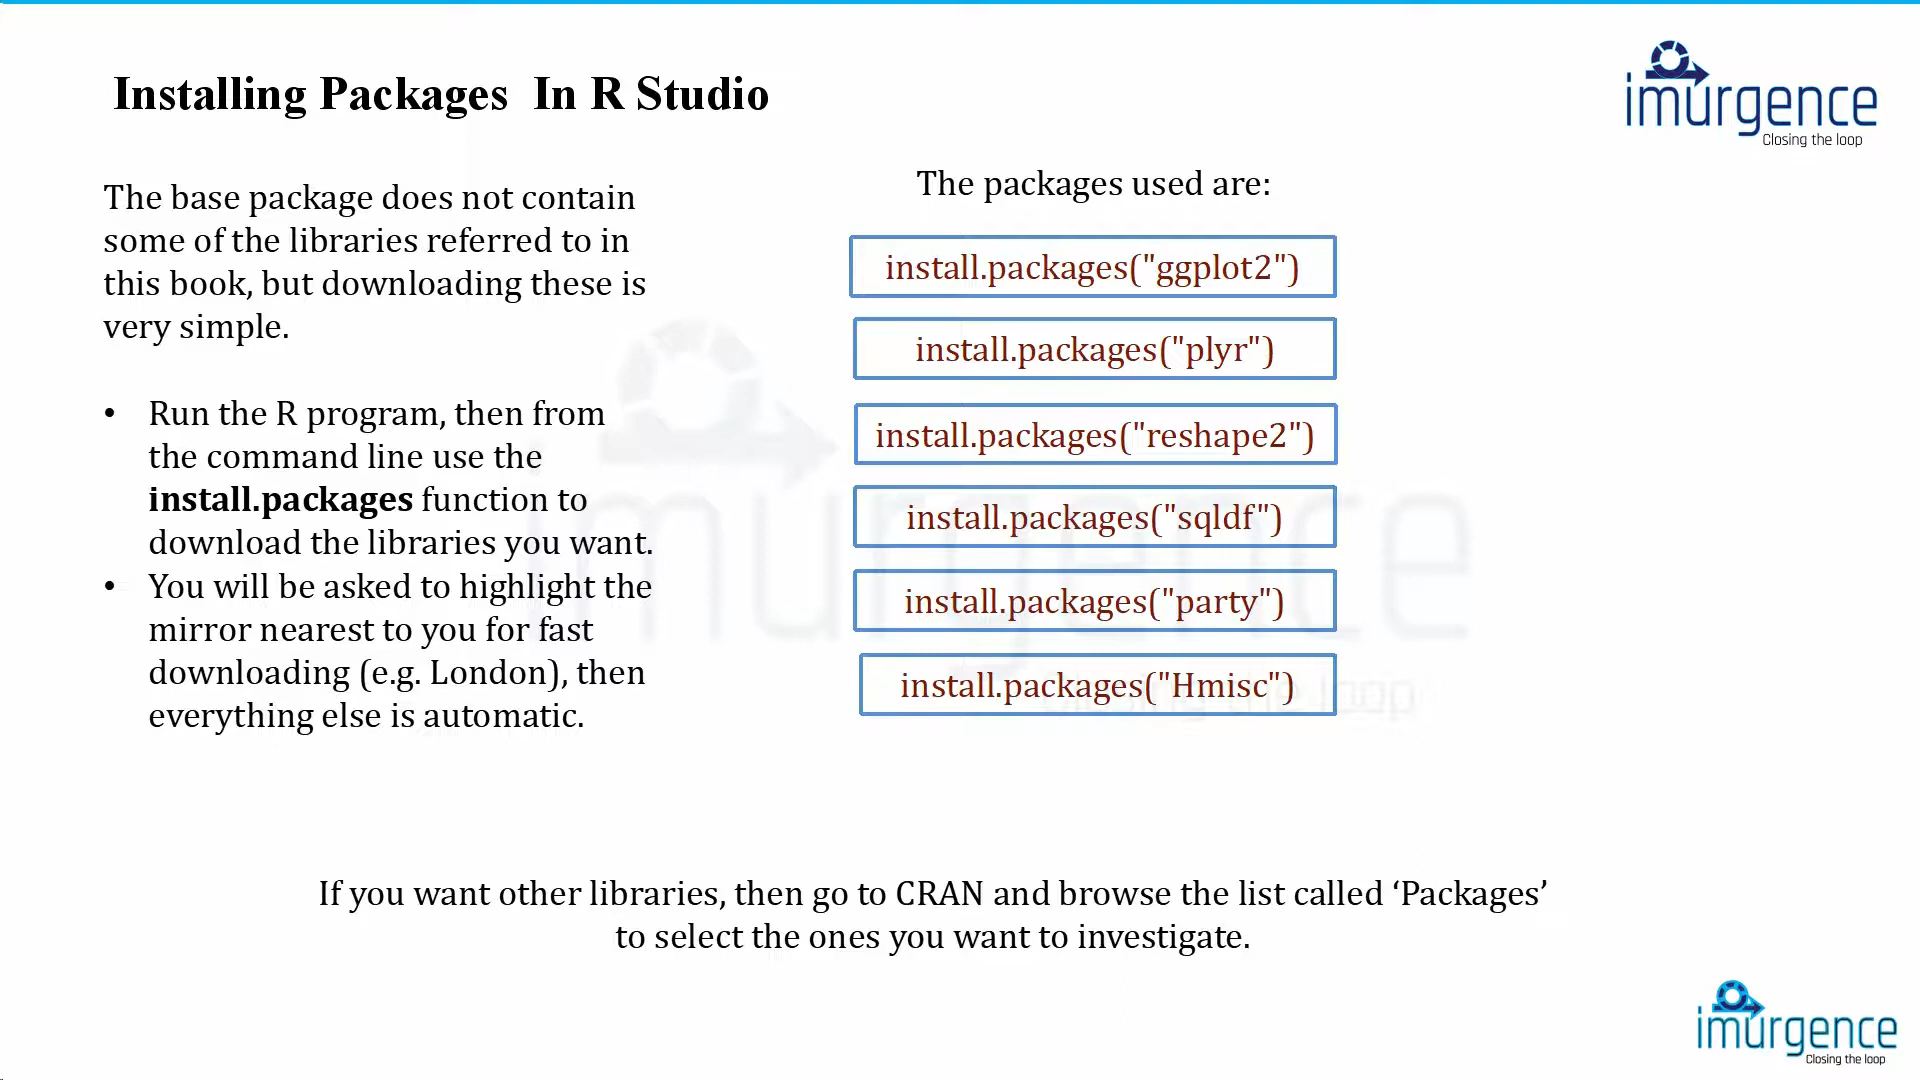 Installing Packages In R Studio
imurgence
Closing the loop
The base package does not contain
some of the libraries referred to in
this book, but downloading these is
very simple.
• Run the R program, then from
the command line use the
install.packages function to
download the libraries you want.
• You will be asked to highlight the
mirror nearest to you for fast
downloading (e.g. London), then
everything else is automatic.
The packages used are:
install.packages("ggplot2")
install.packages("plyr")
install.packages("reshape2")
install.packages("sqldf")
install.packages("party")
install.packages("Hmisc")
imurgence
Closing the loop
If you want other libraries, then go to CRAN and browse the list called ‘Packages’
to select the ones you want to investigate.
imurgence
Closing the loop